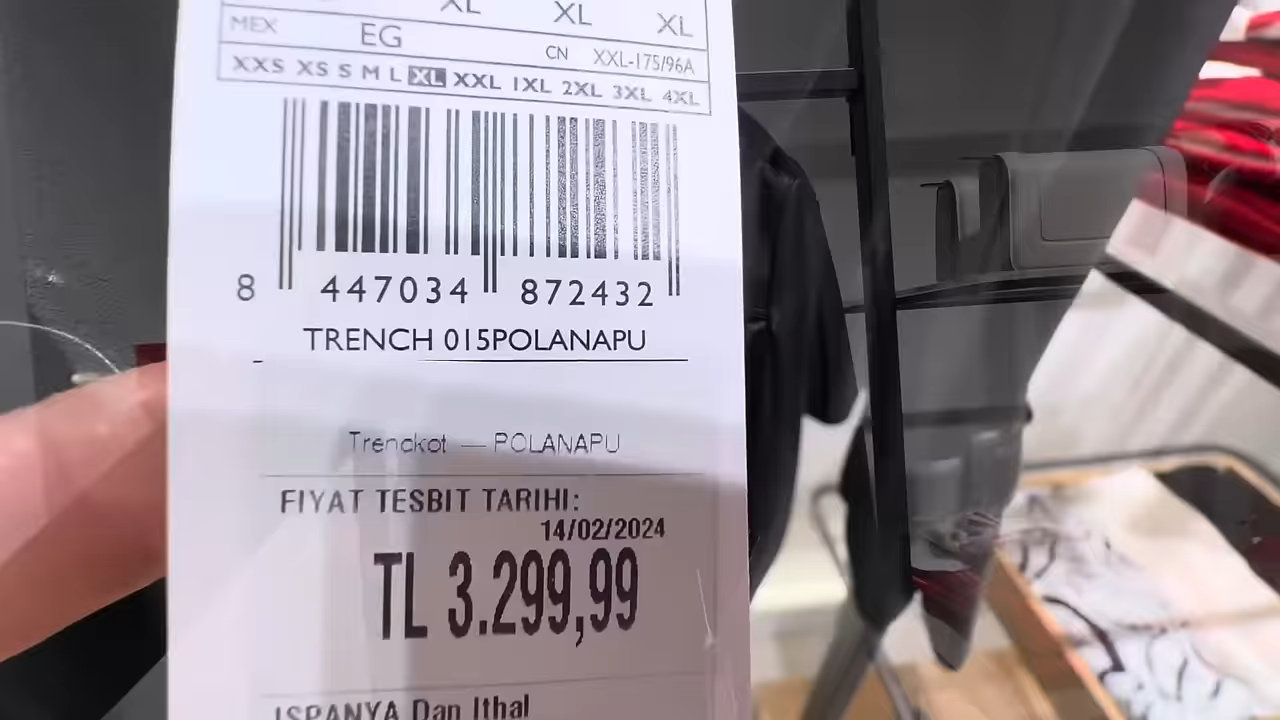 XL XL XL
MEX EG CN XXL-175/96A
XXS XS S M L XL XXL 1XL 2XL 3XL 4XL
8 447034 872432
TRENCH 015POLANAPU
Trenckot — POLANAPU
FIYAT TESBIT TARIHI:
14/02/2024
TL 3.299,99
ISPANYA Dan Ithal